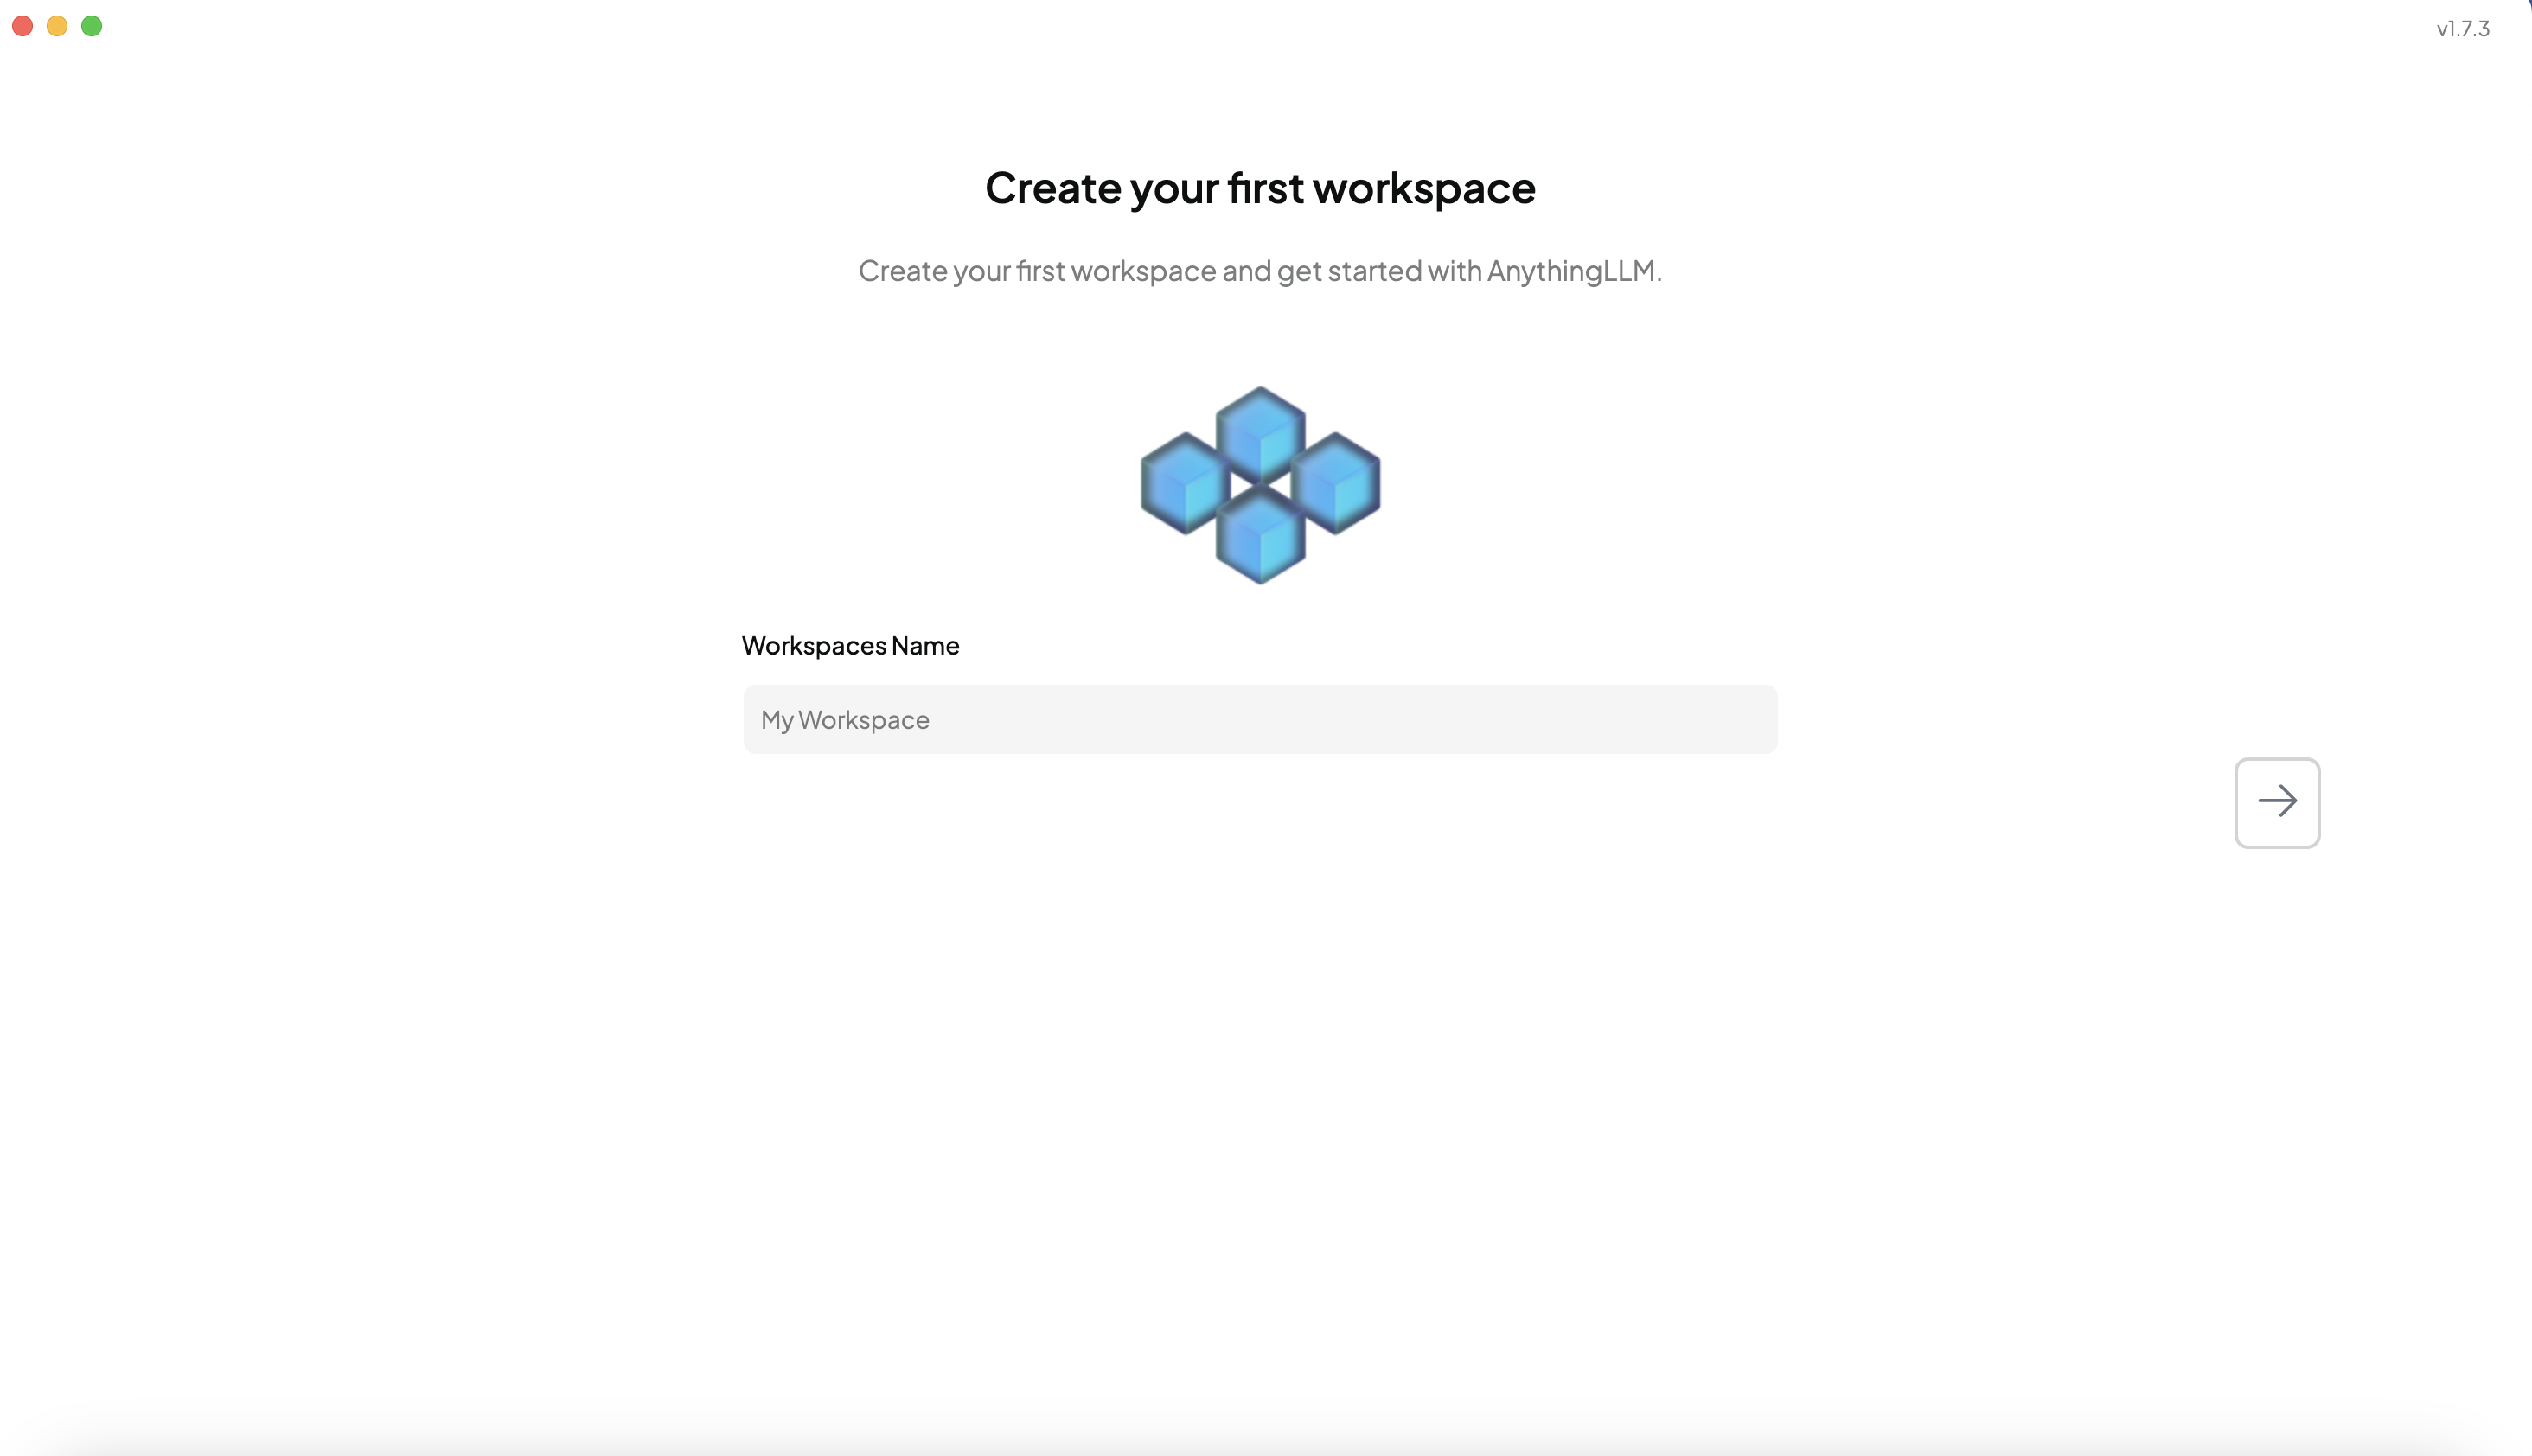 v1.7.3
Create your first workspace
Create your first workspace and get started with AnythingLLM.
Workspaces Name
My Workspace